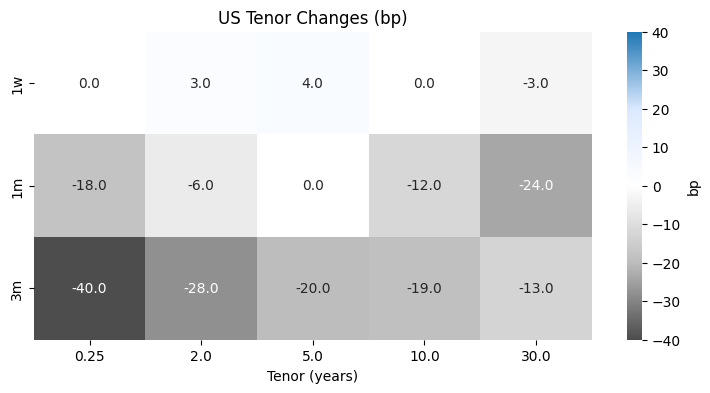 US Tenor Changes (bp)
1w
0.0 3.0 4.0 0.0 -3.0
1m
-18.0 -6.0 0.0 -12.0 -24.0
3m
-40.0 -28.0 -20.0 -19.0 -13.0
0.25 2.0 5.0 10.0 30.0
Tenor (years)
40
30
20
10
0
−10
−20
−30
−40
bp